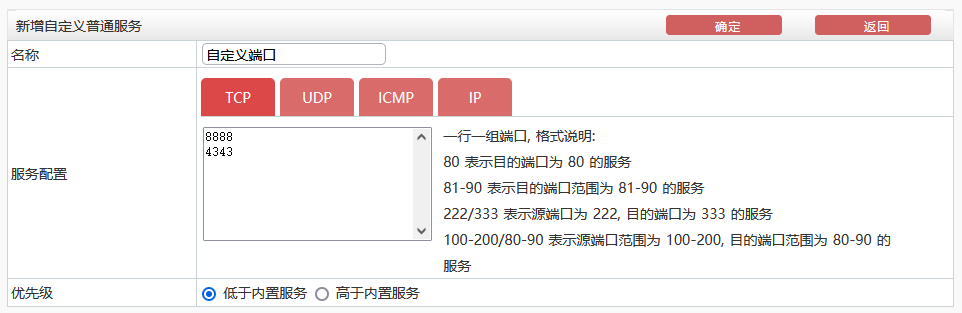 新增自定义普通服务 确定 返回
名称 自定义端口
TCP UDP ICMP IP
服务配置
8888
4343
一行一组端口, 格式说明:
80 表示目的端口为 80 的服务
81-90 表示目的端口范围为 81-90 的服务
222/333 表示源端口为 222, 目的端口为 333 的服务
100-200/80-90 表示源端口范围为 100-200, 目的端口范围为 80-90 的
服务
优先级 低于内置服务 高于内置服务